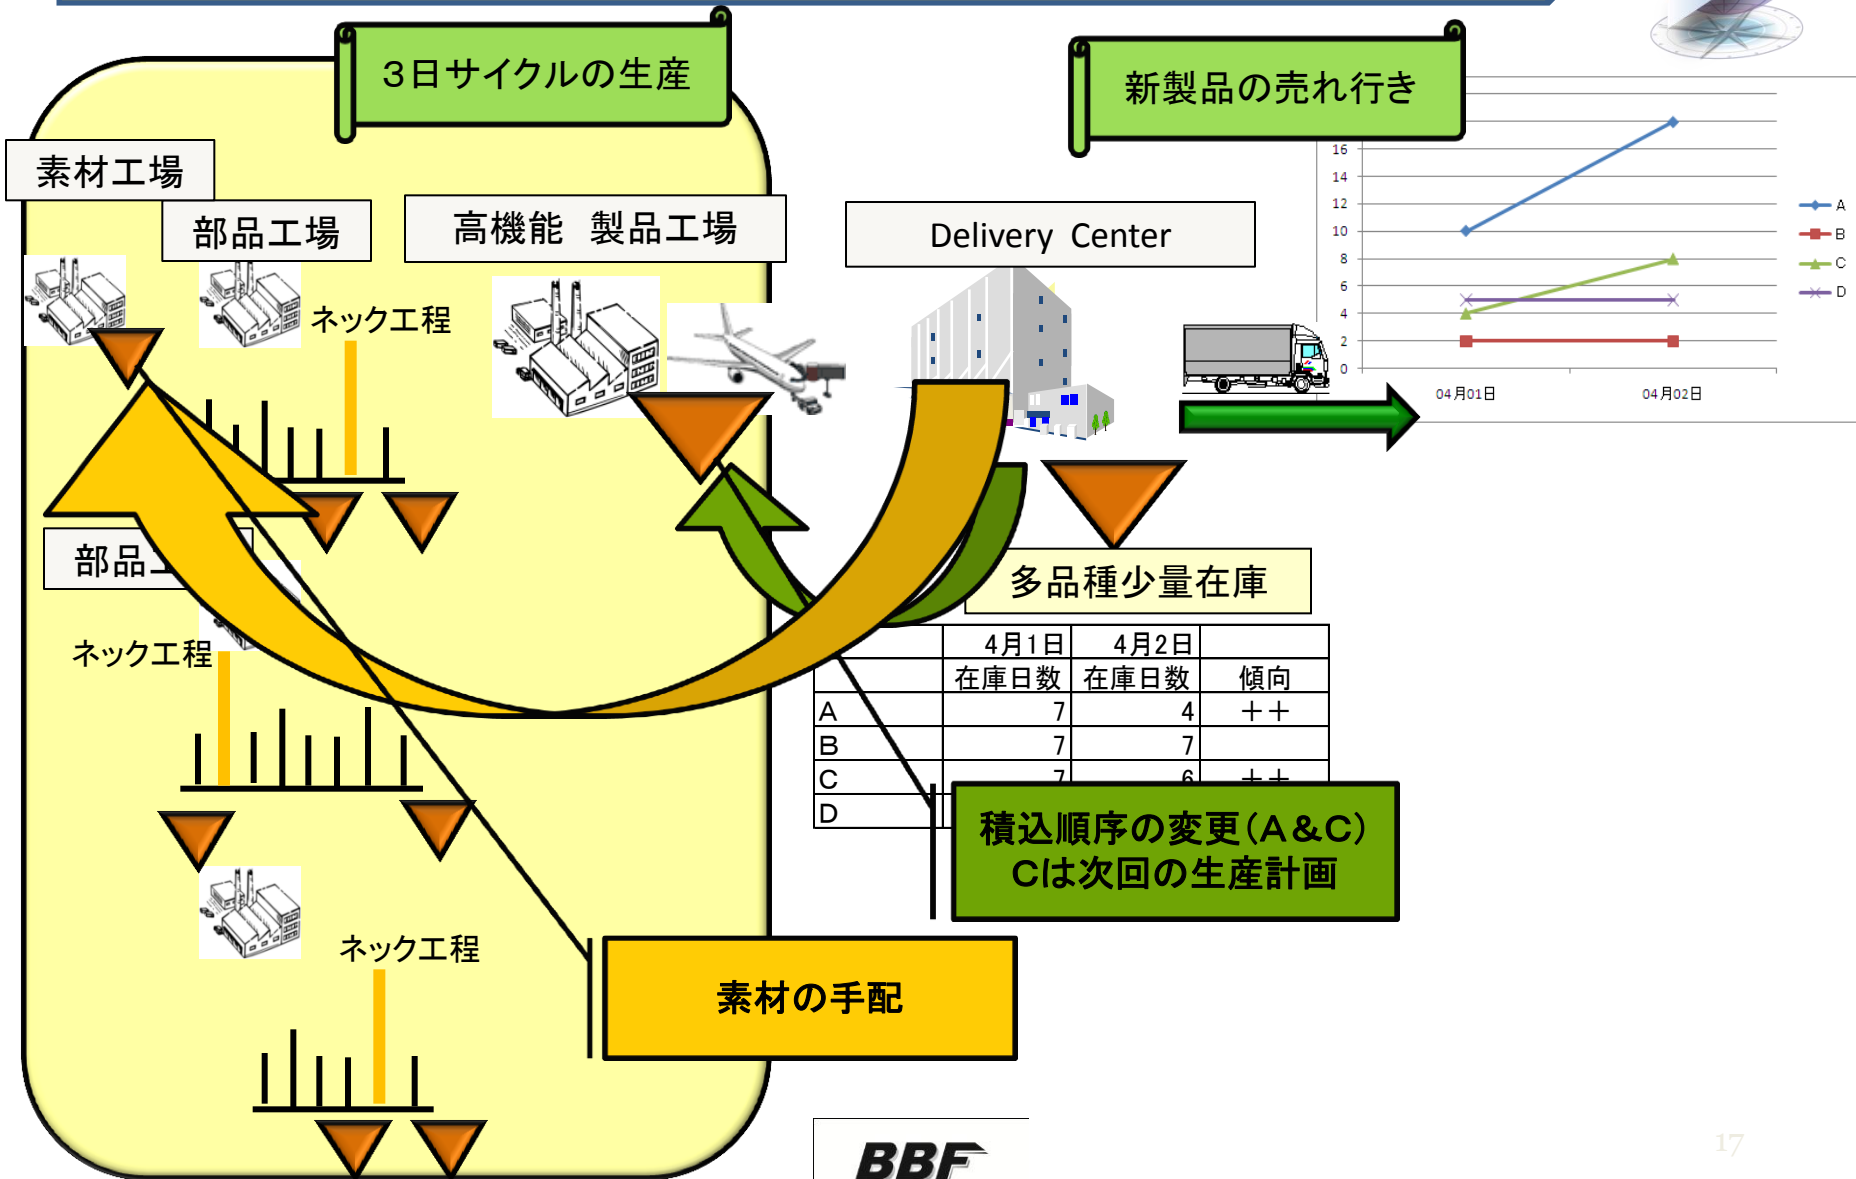 ３日サイクルの生産
新製品の売れ行き
素材工場
部品工場
高機能　製品工場
Delivery Center
ネック工程
16
14
12
10
8
6
4
2
0
04月01日
04月02日
A
B
C
D
部品工
ネック工程
多品種少量在庫
4月1日 4月2日
在庫日数 在庫日数 傾向
A 7 4 ＋＋
B 7 7
C 7 6 ＋＋
D
積込順序の変更（A＆C）
Cは次回の生産計画
ネック工程
素材の手配
BBF
17